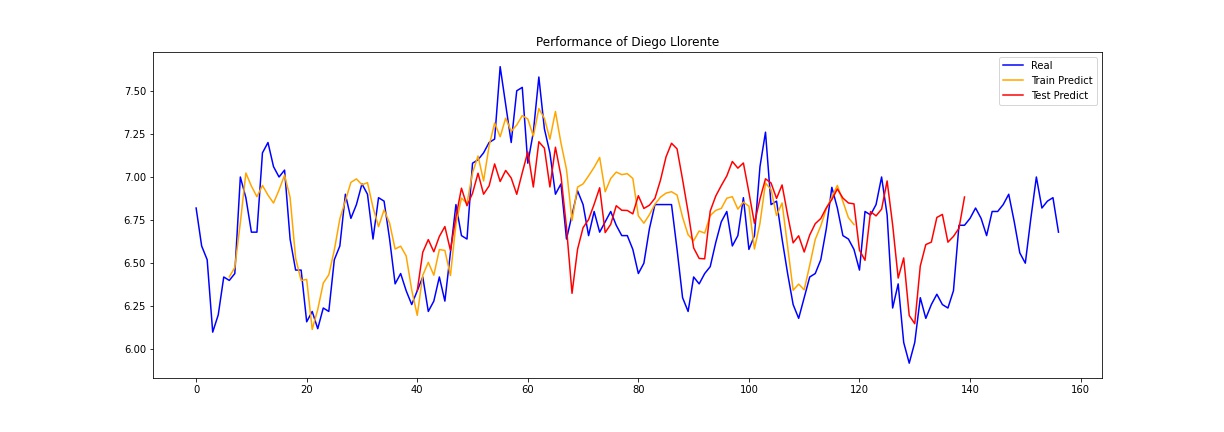 Performance of Diego Llorente
Real
Train Predict
Test Predict
7.50
7.25
7.00
6.75
6.50
6.25
6.00
0 20 40 60 80 100 120 140 160